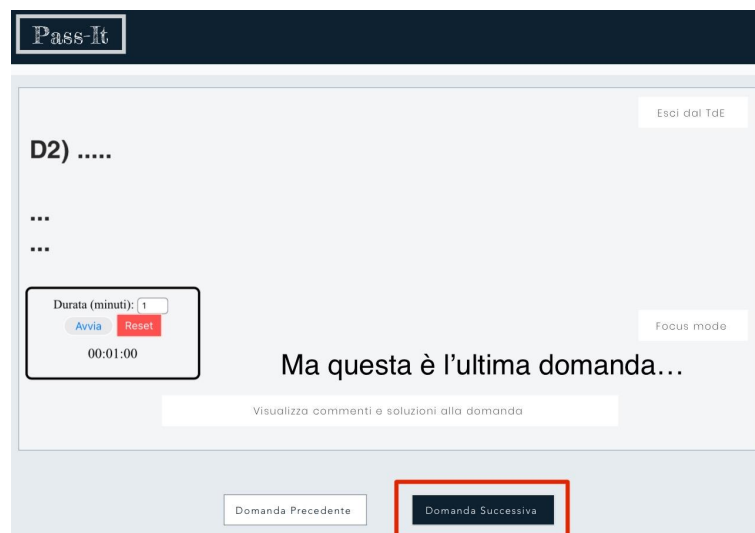 Pass-It
Esci dal TdE
D2) .....
...
...
Durata (minuti): 1
Avvia Reset
00:01:00
Focus mode
Ma questa è l'ultima domanda...
Visualizza commenti e soluzioni alla domanda
Domanda Precedente Domanda Successiva